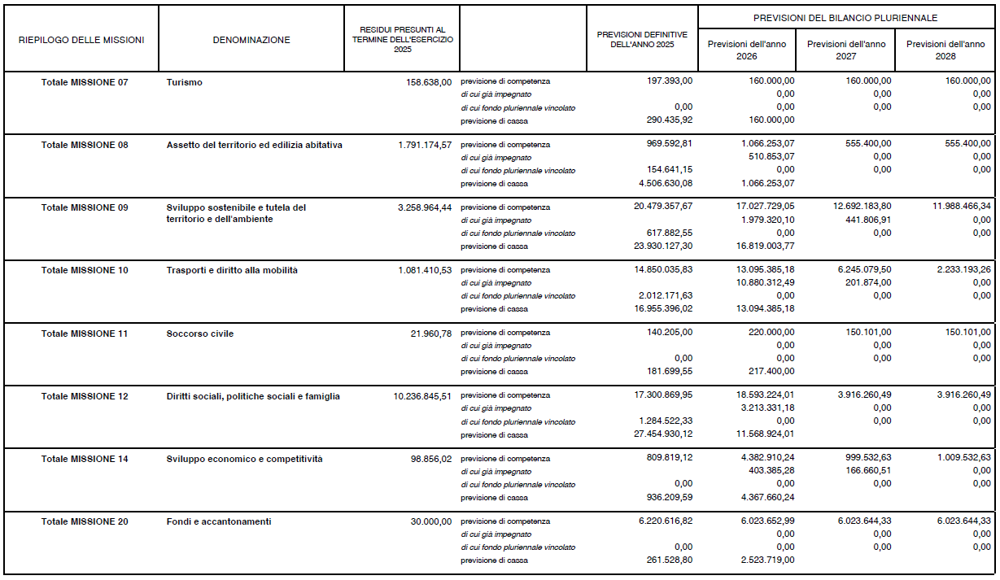 RIEPILOGO DELLE MISSIONI DENOMINAZIONE RESIDUI PRESUNTI AL TERMINE DELL'ESERCIZIO 2025 PREVISIONI DEFINITIVE DELL'ANNO 2025 PREVISIONI DEL BILANCIO PLURIENNALE
Previsioni dell'anno 2026 Previsioni dell'anno 2027 Previsioni dell'anno 2028
Totale MISSIONE 07 Turismo 158.638,00 previsione di competenza 197.393,00 160.000,00 160.000,00 160.000,00
di cui già impegnato 0,00 0,00 0,00
di cui fondo pluriennale vincolato 0,00 0,00 0,00 0,00
previsione di cassa 290.435,92 160.000,00
Totale MISSIONE 08 Assetto del territorio ed edilizia abitativa 1.791.174,57 previsione di competenza 969.592,81 1.066.253,07 555.400,00 555.400,00
di cui già impegnato 510.853,07 0,00 0,00
di cui fondo pluriennale vincolato 154.641,15 0,00 0,00 0,00
previsione di cassa 4.506.630,08 1.066.253,07
Totale MISSIONE 09 Sviluppo sostenibile e tutela del 3.258.964,44 previsione di competenza 20.479.357,67 17.027.729,05 12.692.183,80 11.988.466,34
territorio e dell'ambiente di cui già impegnato 1.979.320,10 441.806,91 0,00
di cui fondo pluriennale vincolato 617.882,55 0,00 0,00 0,00
previsione di cassa 23.930.127,30 16.819.003,77
Totale MISSIONE 10 Trasporti e diritto alla mobilità 1.081.410,53 previsione di competenza 14.850.035,83 13.095.385,18 6.245.079,50 2.233.193,26
di cui già impegnato 10.880.312,49 201.874,00 0,00
di cui fondo pluriennale vincolato 2.012.171,63 0,00 0,00 0,00
previsione di cassa 16.955.396,02 13.094.385,18
Totale MISSIONE 11 Soccorso civile 21.960,78 previsione di competenza 140.205,00 220.000,00 150.101,00 150.101,00
di cui già impegnato 0,00 0,00 0,00
di cui fondo pluriennale vincolato 0,00 0,00 0,00 0,00
previsione di cassa 181.699,55 217.400,00
Totale MISSIONE 12 Diritti sociali, politiche sociali e famiglia 10.236.845,51 previsione di competenza 17.300.869,95 18.593.224,01 3.916.260,49 3.916.260,49
di cui già impegnato 3.213.331,18 0,00 0,00
di cui fondo pluriennale vincolato 1.284.522,33 0,00 0,00 0,00
previsione di cassa 27.454.930,12 11.568.924,01
Totale MISSIONE 14 Sviluppo economico e competitività 98.856,02 previsione di competenza 809.819,12 4.382.910,24 999.532,63 1.009.532,63
di cui già impegnato 403.385,28 166.660,51 0,00
di cui fondo pluriennale vincolato 0,00 0,00 0,00 0,00
previsione di cassa 936.209,59 4.367.660,24
Totale MISSIONE 20 Fondi e accantonamenti 30.000,00 previsione di competenza 6.220.616,82 6.023.652,99 6.023.644,33 6.023.644,33
di cui già impegnato 0,00 0,00 0,00
di cui fondo pluriennale vincolato 0,00 0,00 0,00 0,00
previsione di cassa 261.528,80 2.523.719,00